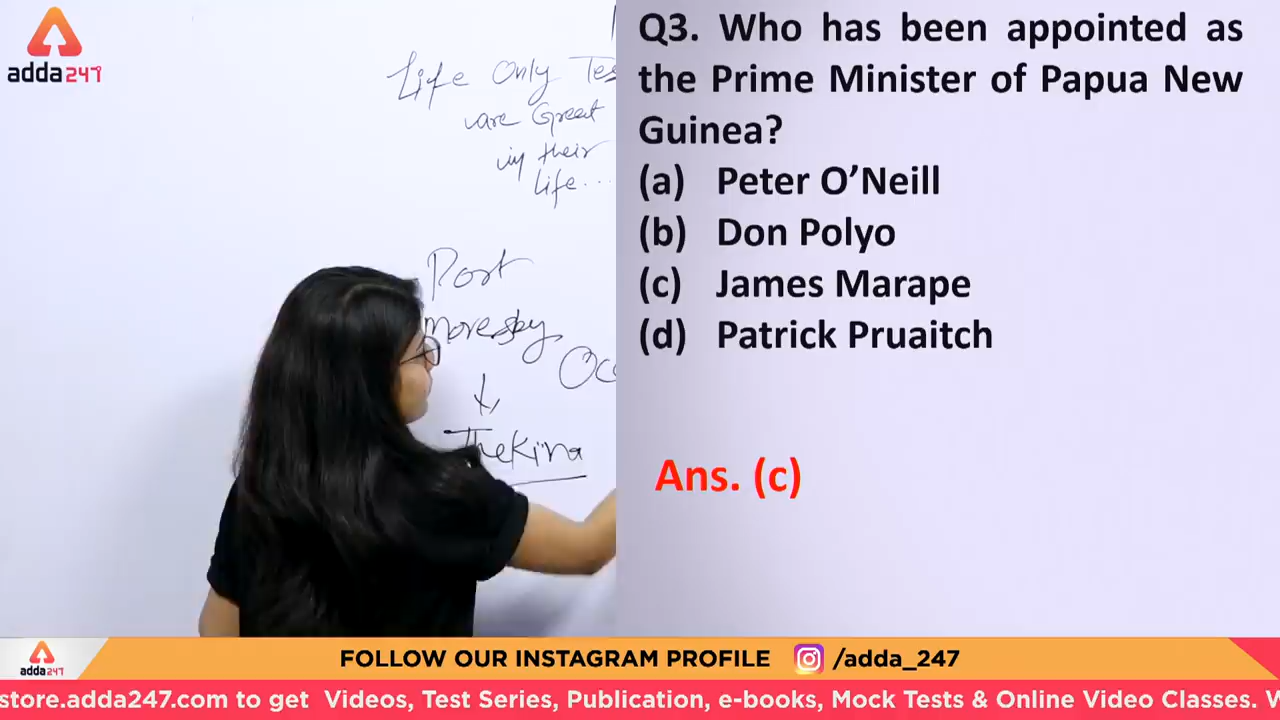 adda247
Life Only Tes
are Great
in their
life...
Port
Moresby
Oc
The Kina
Q3. Who has been appointed as
the Prime Minister of Papua New
Guinea?
(a) Peter O’Neill
(b) Don Polyo
(c) James Marape
(d) Patrick Pruaitch
Ans. (c)
adda247
FOLLOW OUR INSTAGRAM PROFILE /adda_247
store.adda247.com to get Videos, Test Series, Publication, e-books, Mock Tests & Online Video Classes. W